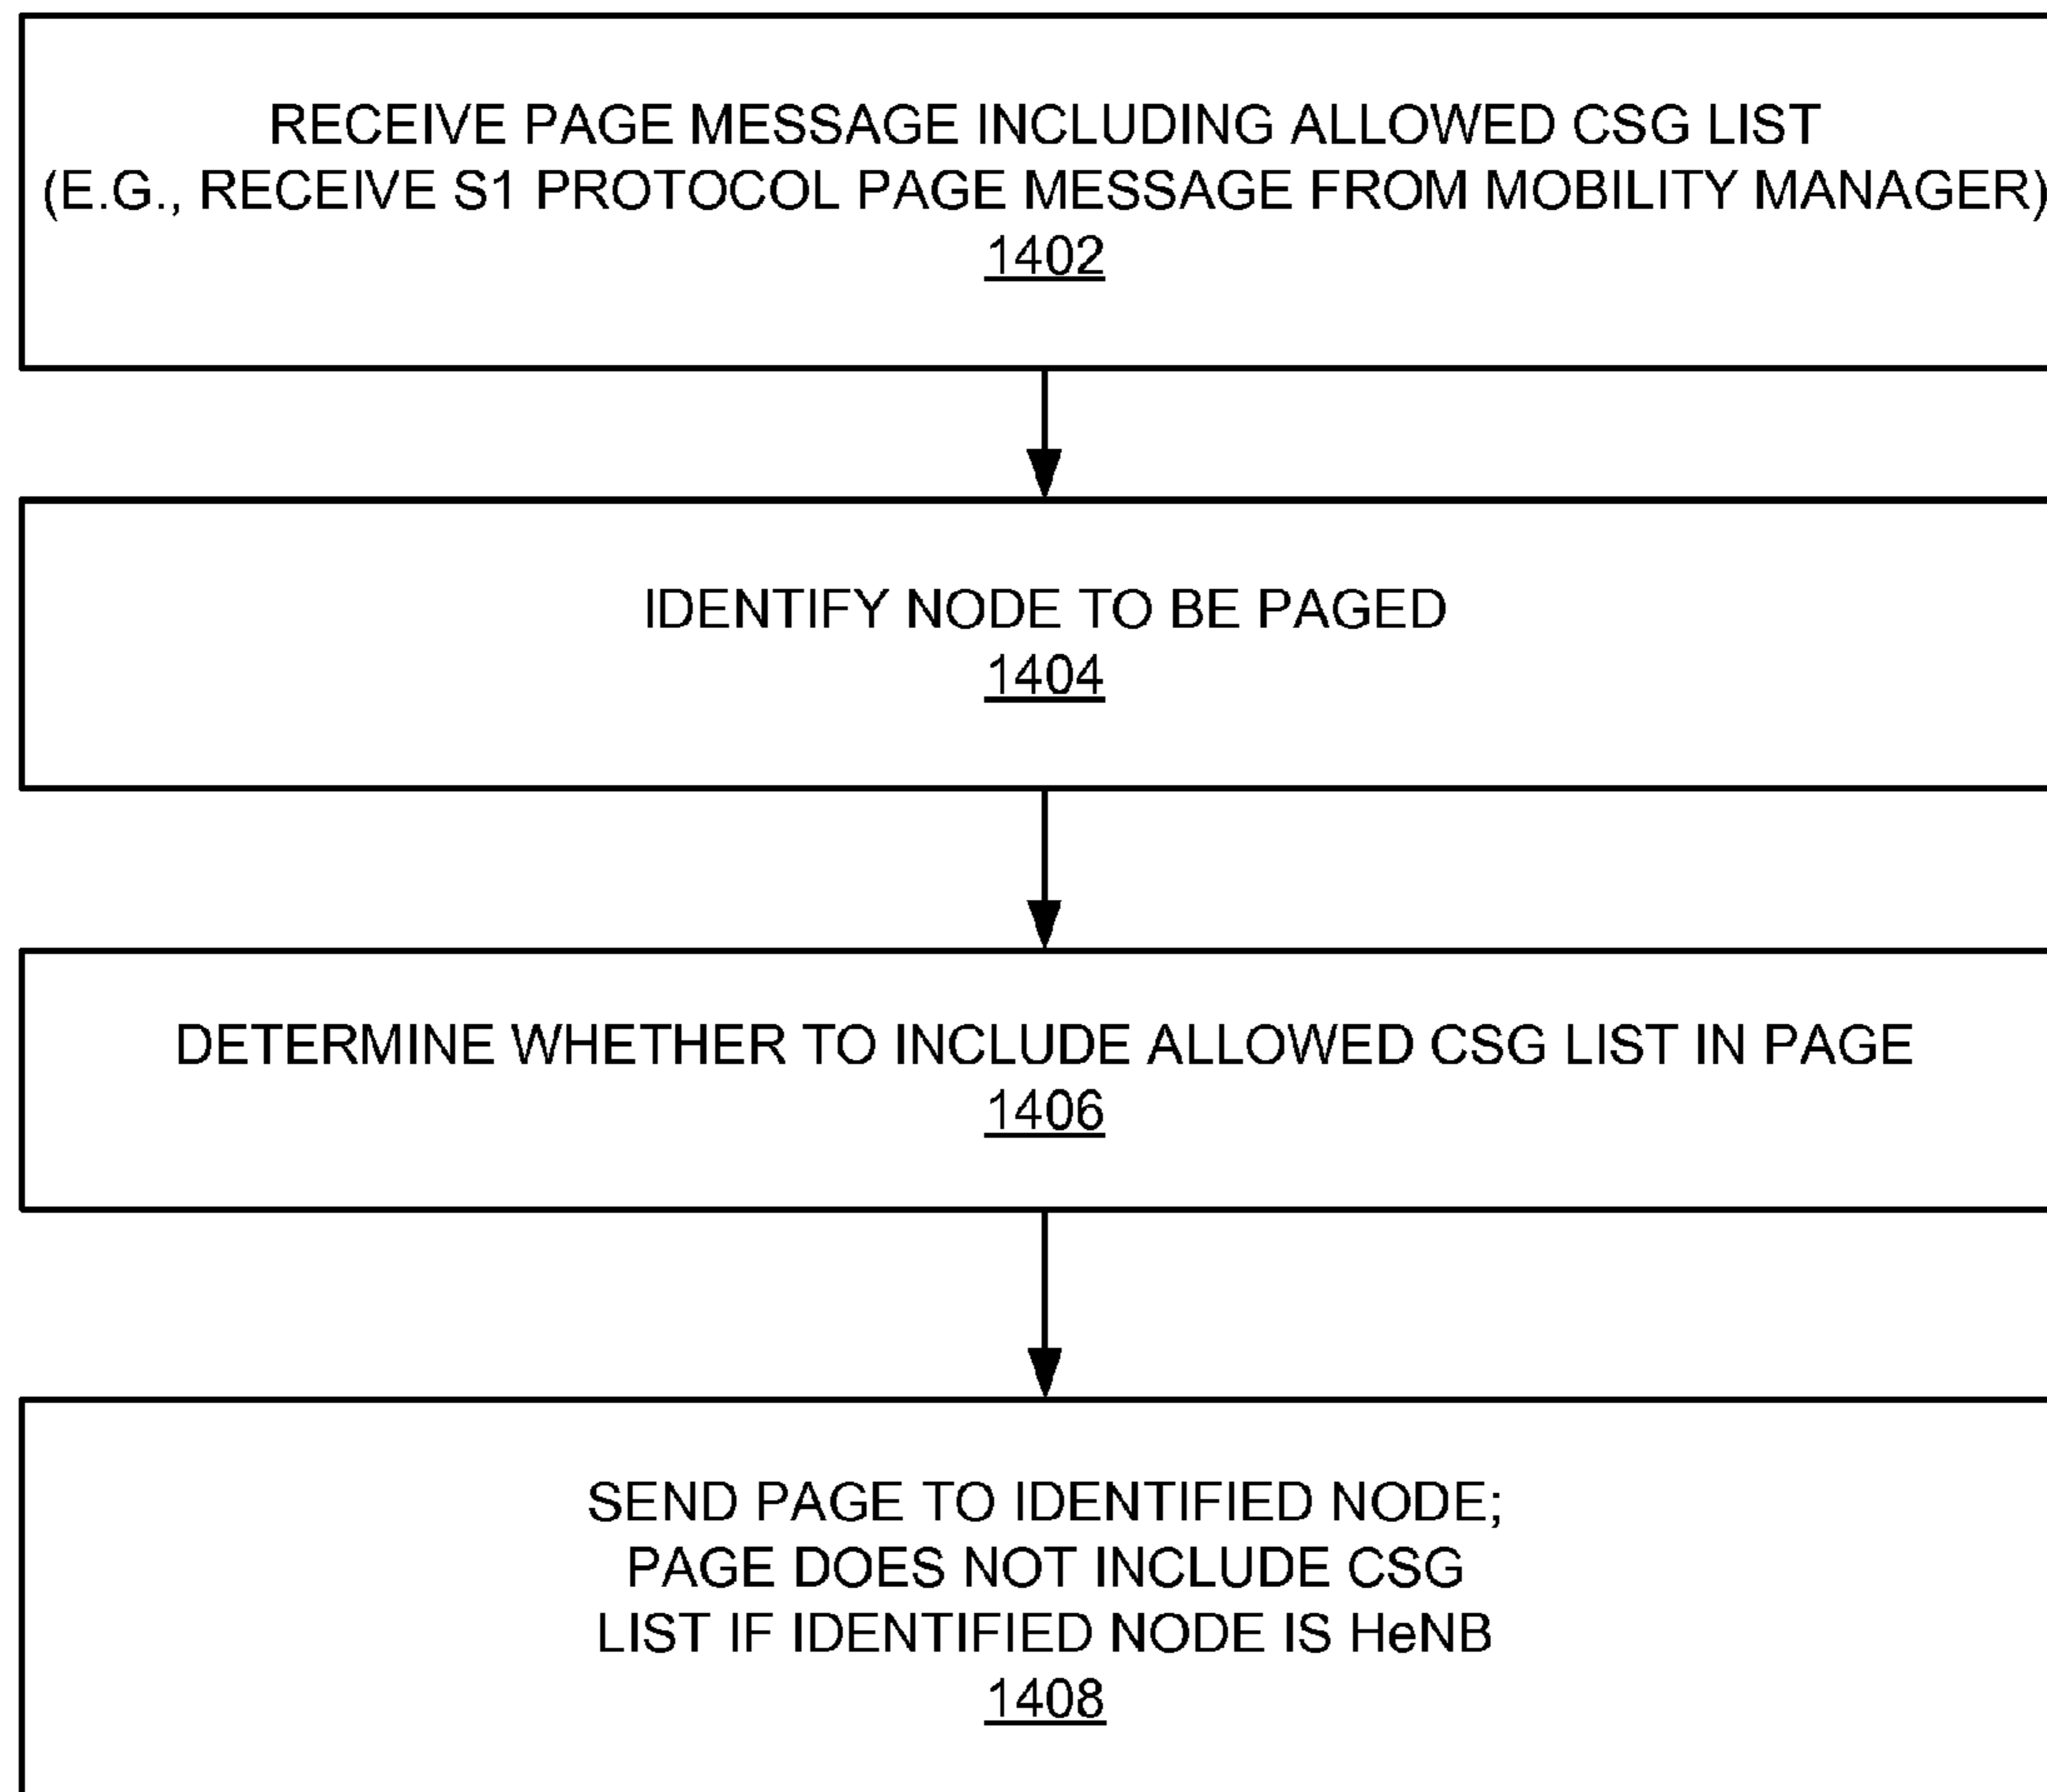 RECEIVE PAGE MESSAGE INCLUDING ALLOWED CSG LIST
(E.G., RECEIVE S1 PROTOCOL PAGE MESSAGE FROM MOBILITY MANAGER)
1402
IDENTIFY NODE TO BE PAGED
1404
DETERMINE WHETHER TO INCLUDE ALLOWED CSG LIST IN PAGE
1406
SEND PAGE TO IDENTIFIED NODE;
PAGE DOES NOT INCLUDE CSG
LIST IF IDENTIFIED NODE IS HeNB
1408